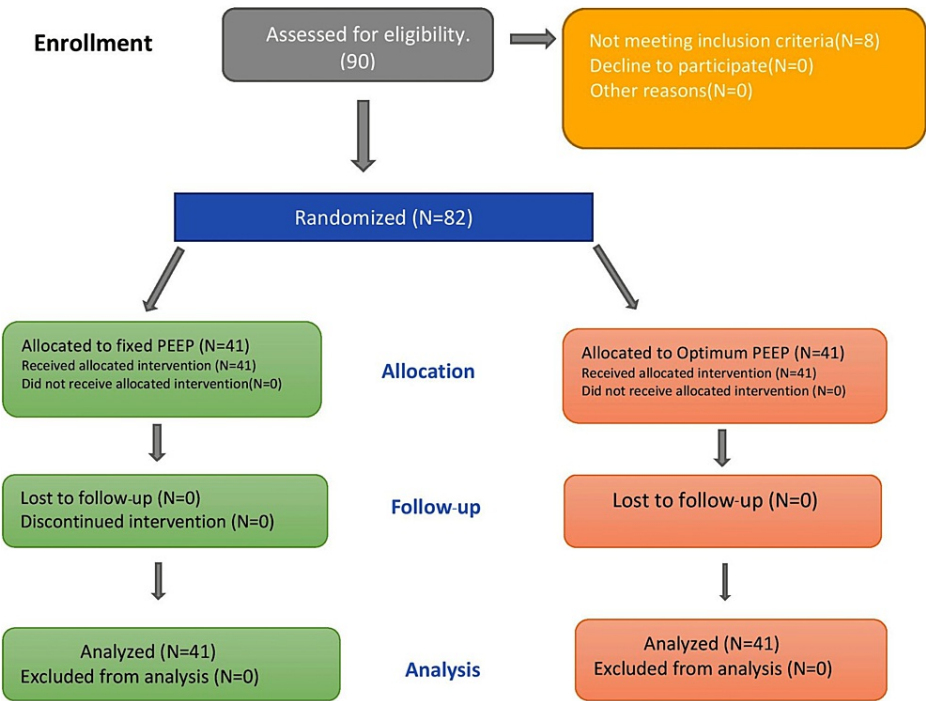 Enrollment
Assessed for eligibility.
(90)
Not meeting inclusion criteria(N=8)
Decline to participate(N=0)
Other reasons(N=0)
Randomized (N=82)
Allocated to fixed PEEP (N=41)
Received allocated intervention (N=41)
Did not receive allocated intervention(N=0)
Allocation
Allocated to Optimum PEEP (N=41)
Received allocated intervention (N=41)
Did not receive allocated intervention (N=0)
Lost to follow-up (N=0)
Discontinued intervention (N=0)
Follow-up
Lost to follow-up (N=0)
Analyzed (N=41)
Excluded from analysis (N=0)
Analysis
Analyzed (N=41)
Excluded from analysis (N=0)